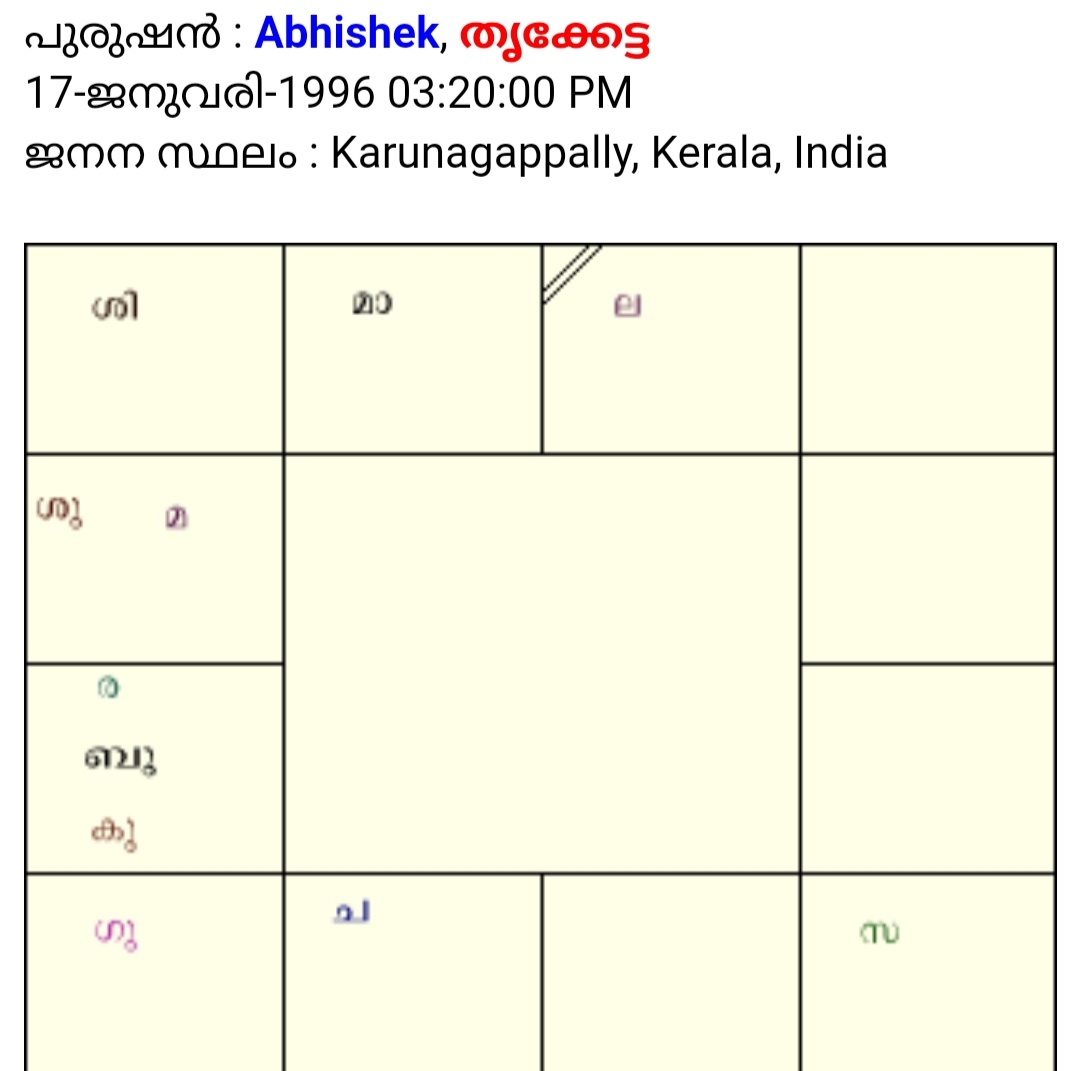 പുരുഷൻ : Abhishek, തൃക്കേട്ട
17-ജനുവരി-1996 03:20:00 PM
ജനന സ്ഥലം : Karunagappally, Kerala, India
ശി മാ ല
ശു മ
ര
ബു
കു
ഗു ച സ